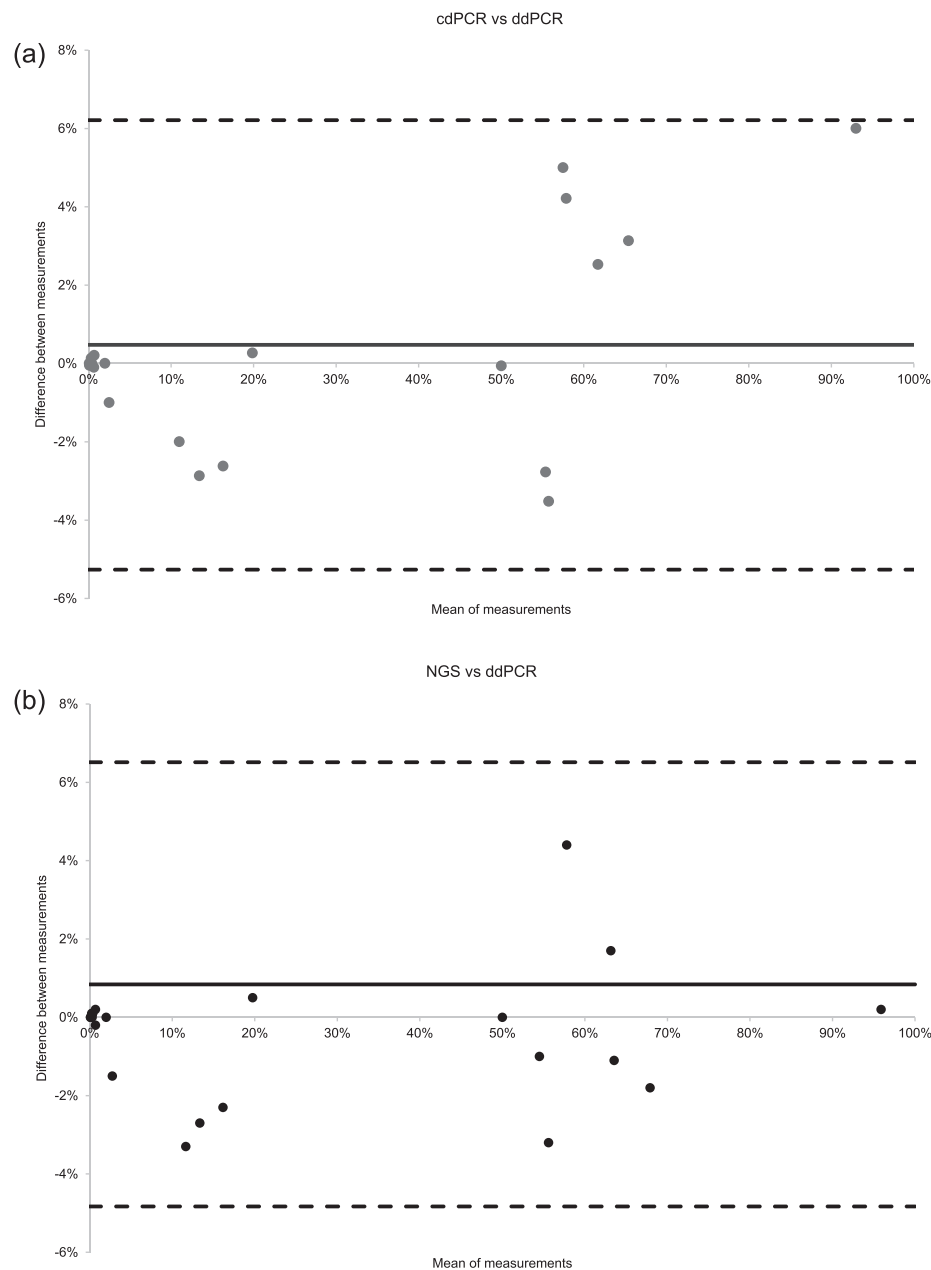 cdPCR vs ddPCR
(a)
8%
6%
4%
2%
0%
-2%
-4%
-6%
Difference between measurements
0% 10% 20% 30% 40% 50% 60% 70% 80% 90% 100%
Mean of measurements
NGS vs ddPCR
(b)
8%
6%
4%
2%
0%
-2%
-4%
-6%
Difference between measurements
0% 10% 20% 30% 40% 50% 60% 70% 80% 90% 100%
Mean of measurements